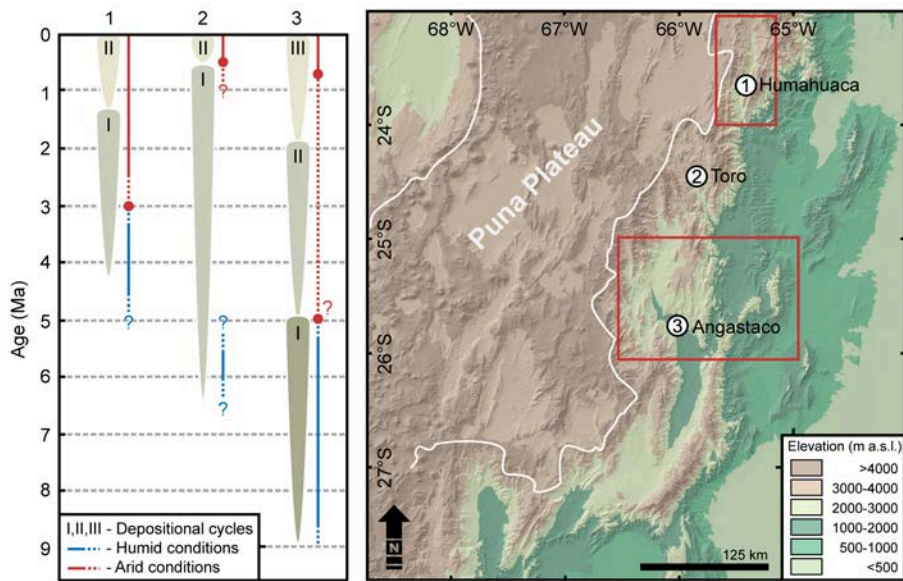 1 2 3
0
1
2
3
4
5
6
7
8
9
Age (Ma)
II
I
II
I
III
II
I
?
?
?
?
?
I,II,III - Depositional cycles
- Humid conditions
- Arid conditions
68°W 67°W 66°W 65°W
24°S
25°S
26°S
27°S
Puna Plateau
1 Humahuaca
2 Toro
3 Angastaco
N
125 km
Elevation (m a.s.l.)
>4000
3000-4000
2000-3000
1000-2000
500-1000
<500